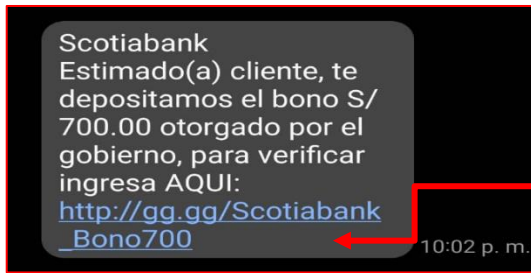 Scotiabank
Estimado(a) cliente, te
depositamos el bono S/
700.00 otorgado por el
gobierno, para verificar
ingresa AQUI:
http://gg.gg/Scotiabank
_Bono700
10:02 p. m.